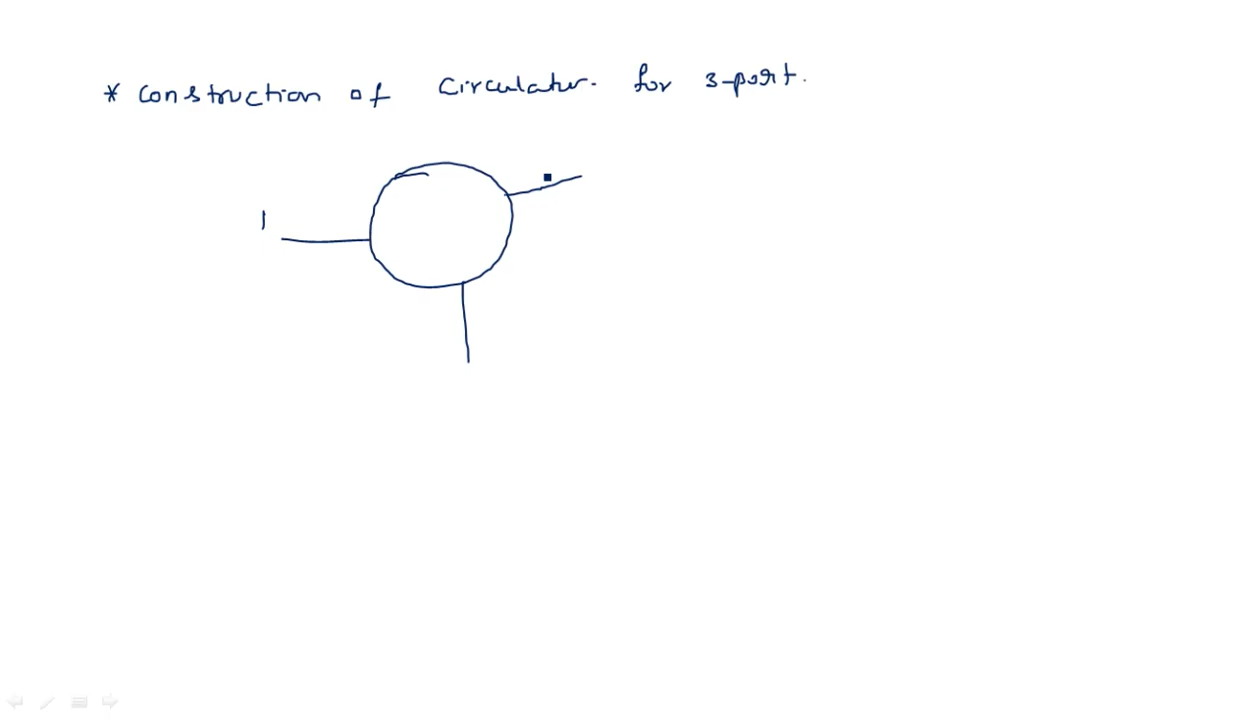 * Construction of Circulator. for 3-port.
1